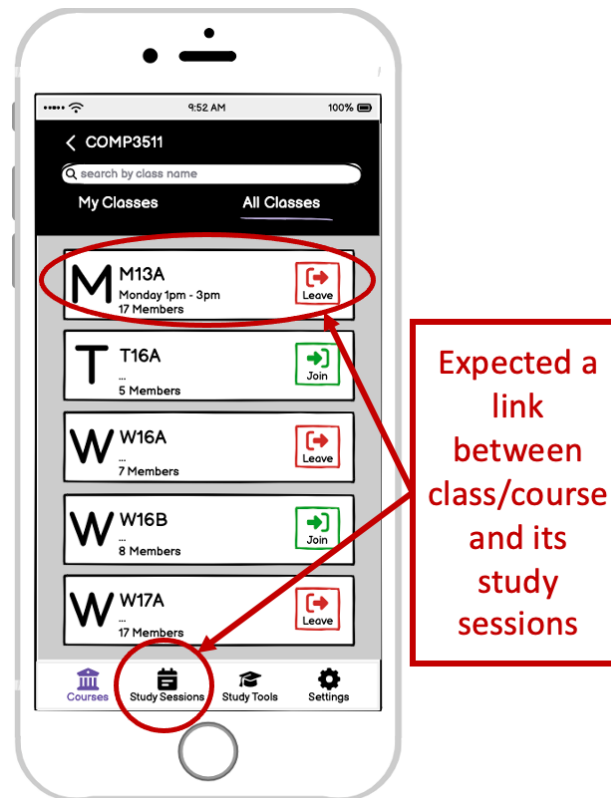 9:52 AM 100%
COMP3511
search by class name
My Classes All Classes
M M13A
Monday 1pm - 3pm
17 Members
Leave
T T16A
...
5 Members
Join
W W16A
...
7 Members
Leave
W W16B
...
8 Members
Join
W W17A
...
17 Members
Leave
Courses Study Sessions Study Tools Settings
Expected a
link
between
class/course
and its
study
sessions